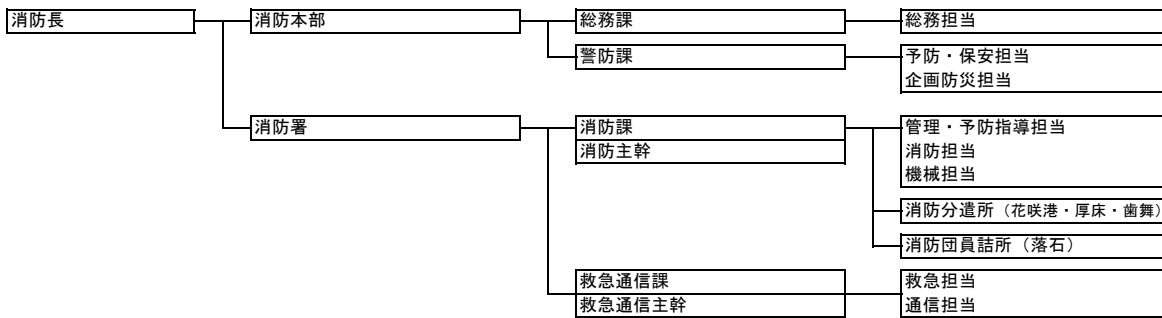 消防長
消防本部
総務課
総務担当
警防課
予防・保安担当
企画防災担当
消防署
消防課
消防主幹
管理・予防指導担当
消防担当
機械担当
消防分遣所（花咲港・厚床・歯舞）
消防団員詰所（落石）
救急通信課
救急通信主幹
救急担当
通信担当